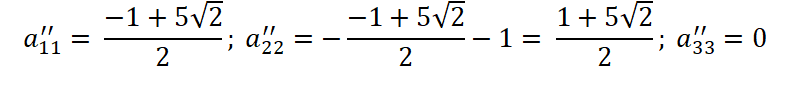 a″₁₁ = (−1 + 5√2)/2; a″₂₂ = −(−1 + 5√2)/2 − 1 = (1 + 5√2)/2; a″₃₃ = 0